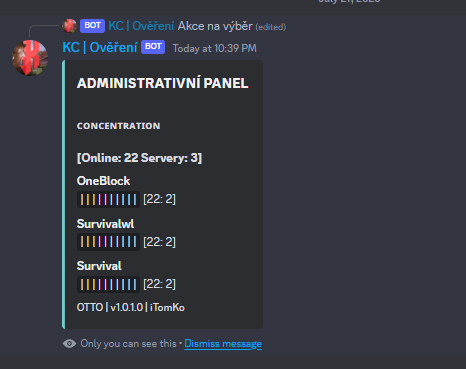 BOT KC | Ověření Akce na výběr (edited)
KC | Ověření BOT Today at 10:39 PM
ADMINISTRATIVNÍ PANEL
CONCENTRATION
[Online: 22 Servery: 3]
OneBlock
|||||||||| [22: 2]
Survivalwl
|||||||||| [22: 2]
Survival
|||||||||| [22: 2]
OTTO | v1.0.1.0 | iTomKo
Only you can see this • Dismiss message